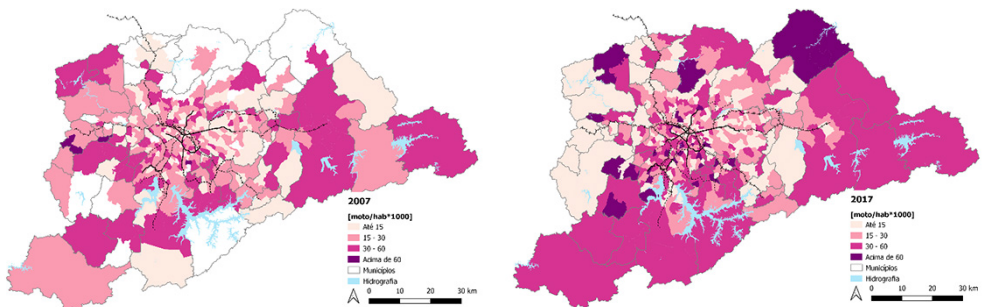 2007
[moto/hab*1000]
Até 15
15 - 30
30 - 60
Acima de 60
Municípios
Hidrografia
0 10 20 30 km
2017
[moto/hab*1000]
Até 15
15 - 30
30 - 60
Acima de 60
Municípios
Hidrografia
0 10 20 30 km